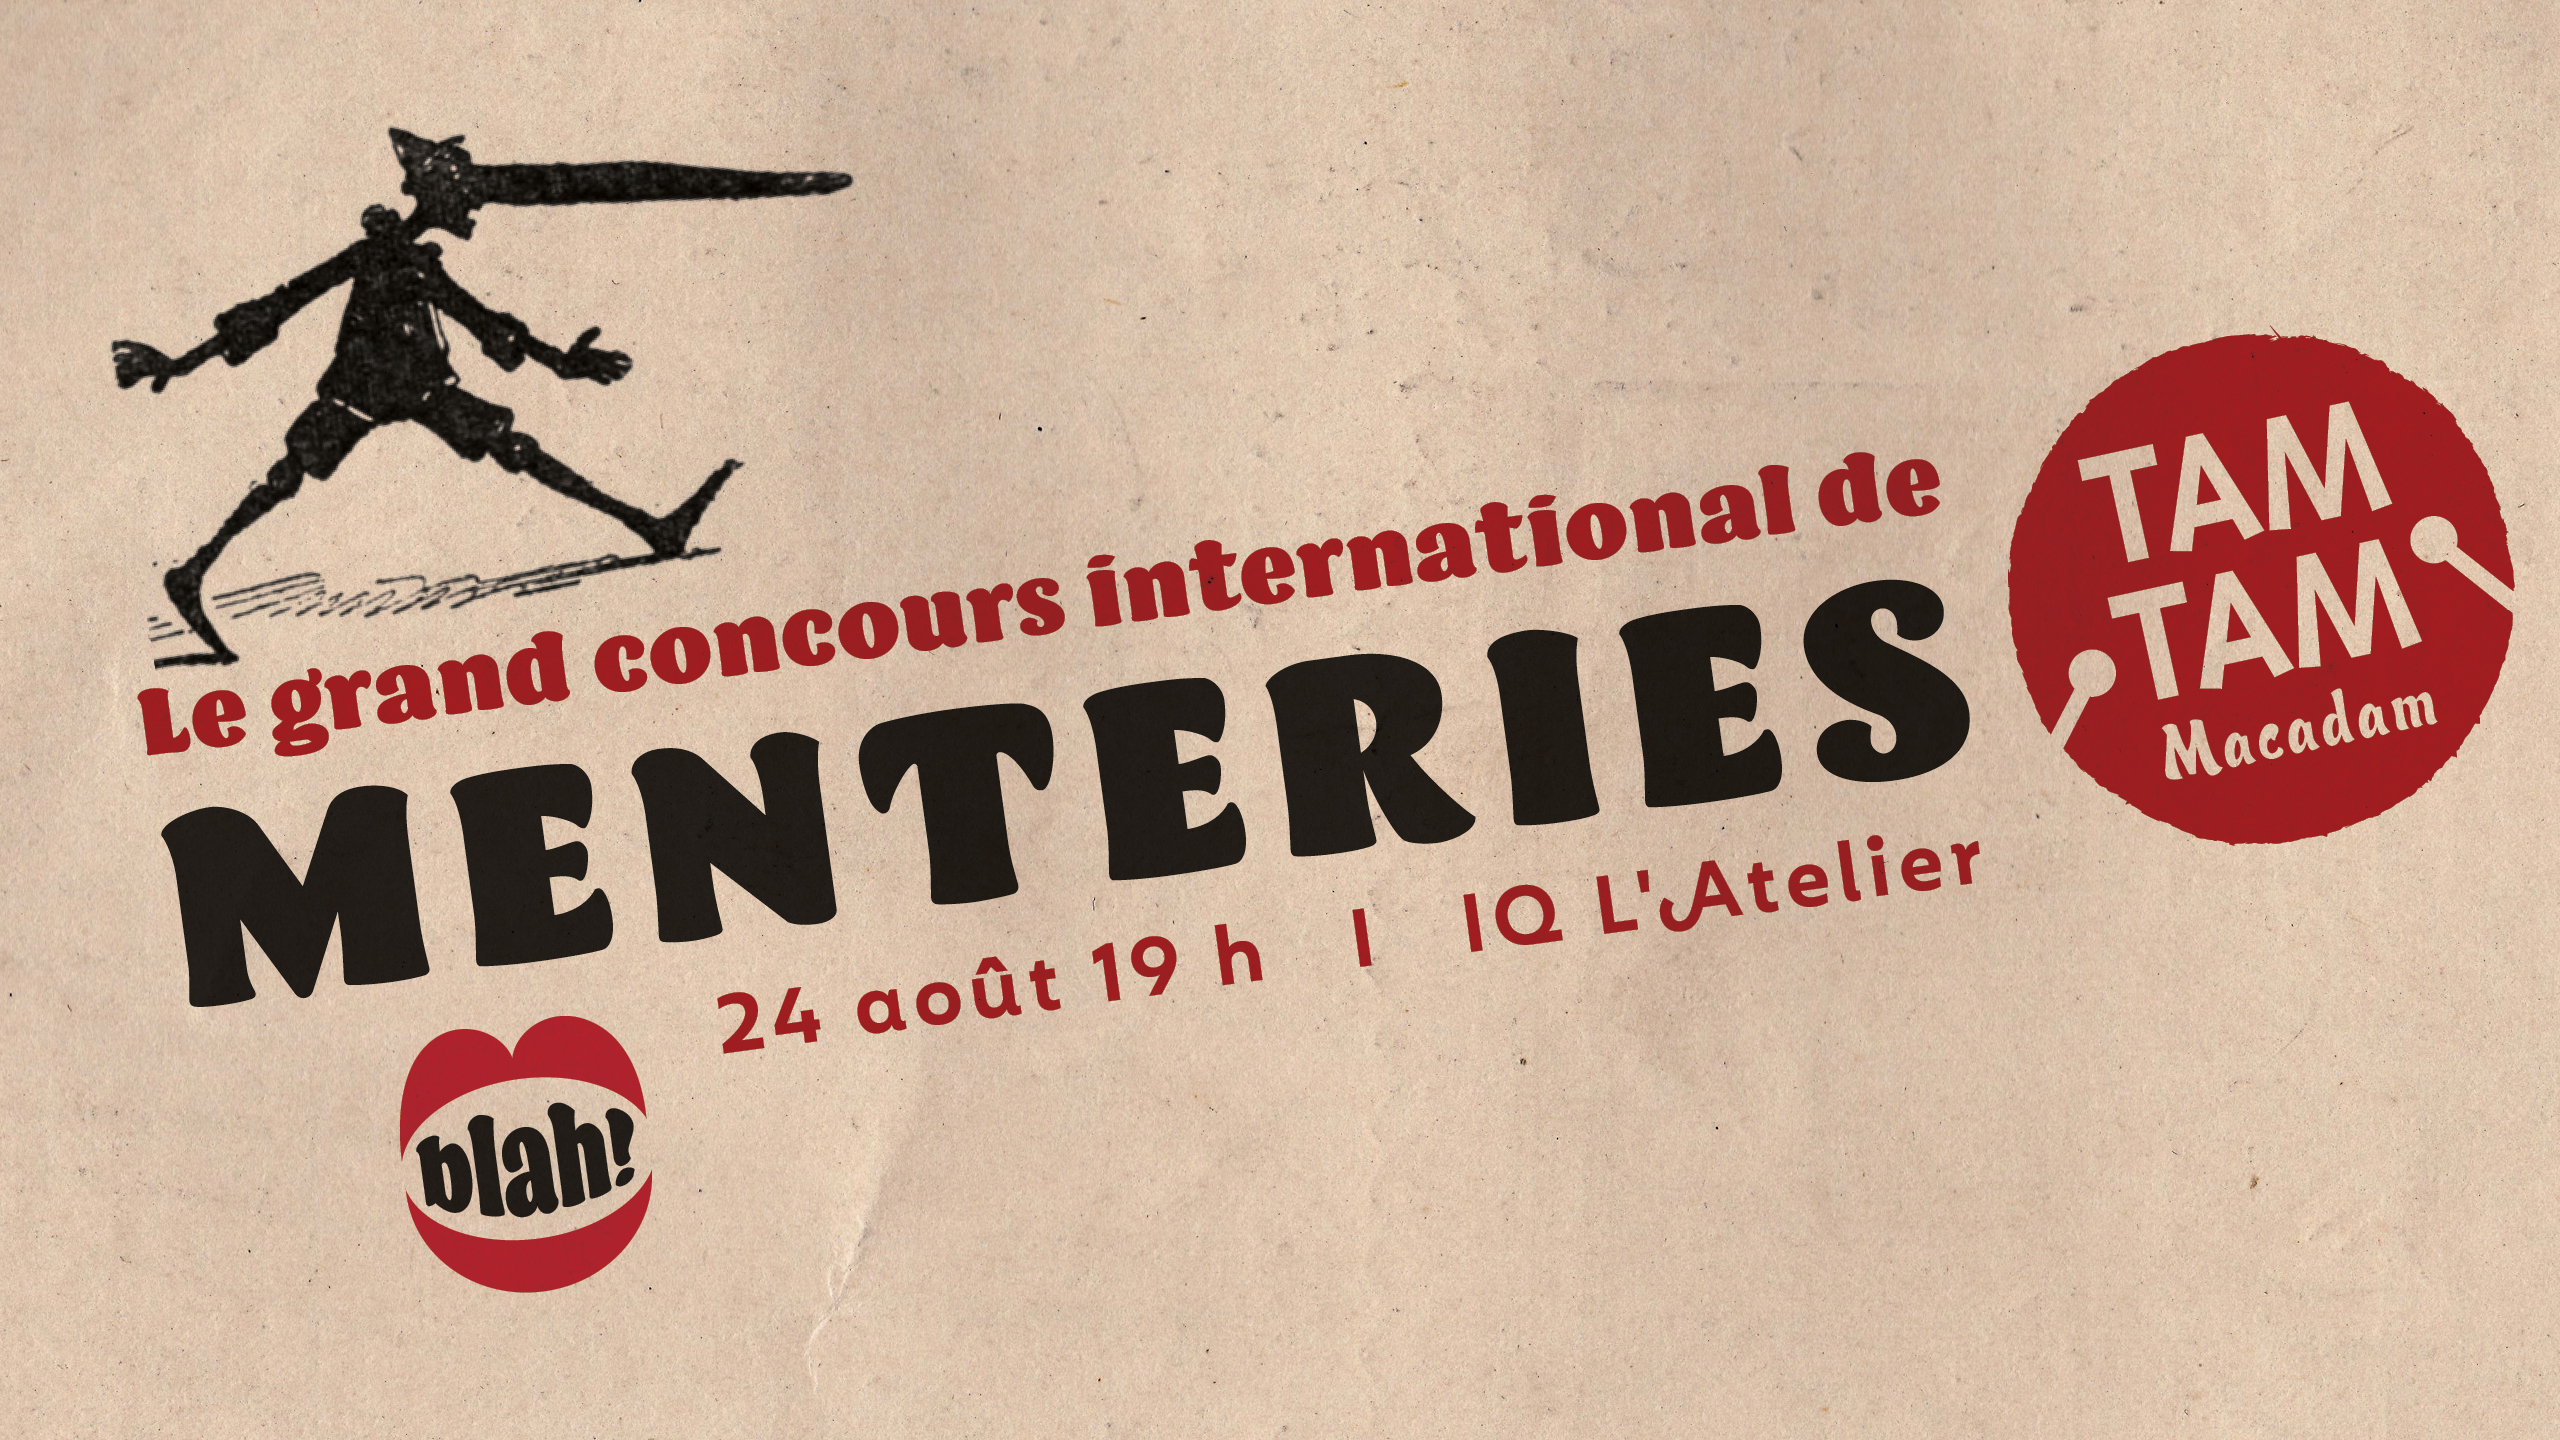 Le grand concours international de
MENTERIES
24 août 19 h | IQ L'Atelier
TAM
TAM
Macadam
blah!